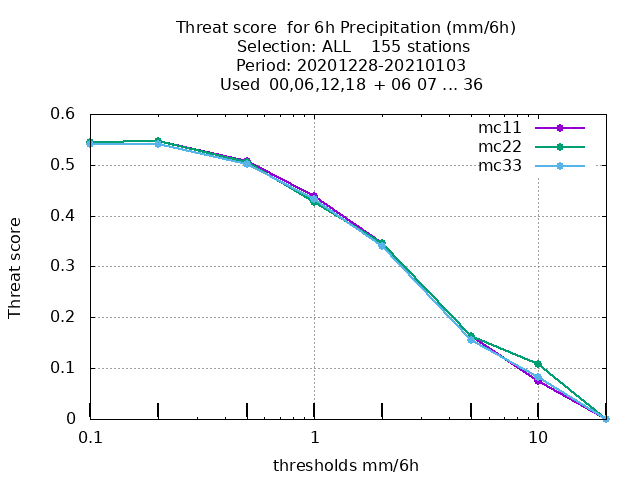 Threat score  for 6h Precipitation (mm/6h)
Selection: ALL    155 stations
Period: 20201228-20210103
Used  00,06,12,18  + 06 07 ... 36
mc11
mc22
mc33
0.6
0.5
0.4
0.3
0.2
0.1
0
Threat score
0.1 1 10
thresholds mm/6h